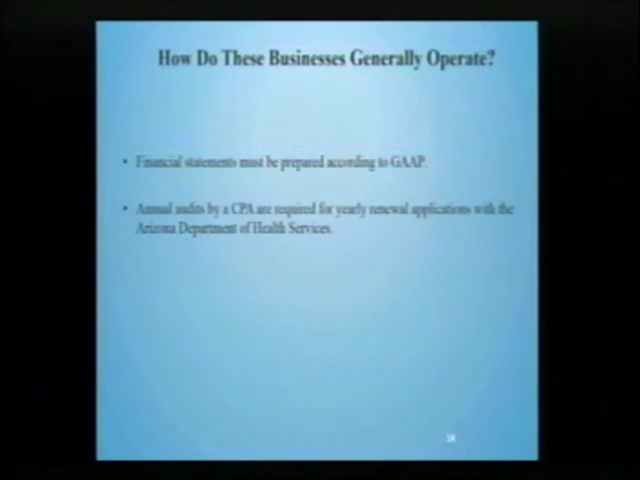 How Do These Businesses Generally Operate?
• Financial statements must be prepared according to GAAP.
• Annual audits by a CPA are required for yearly renewal applications with the
Arizona Department of Health Services.